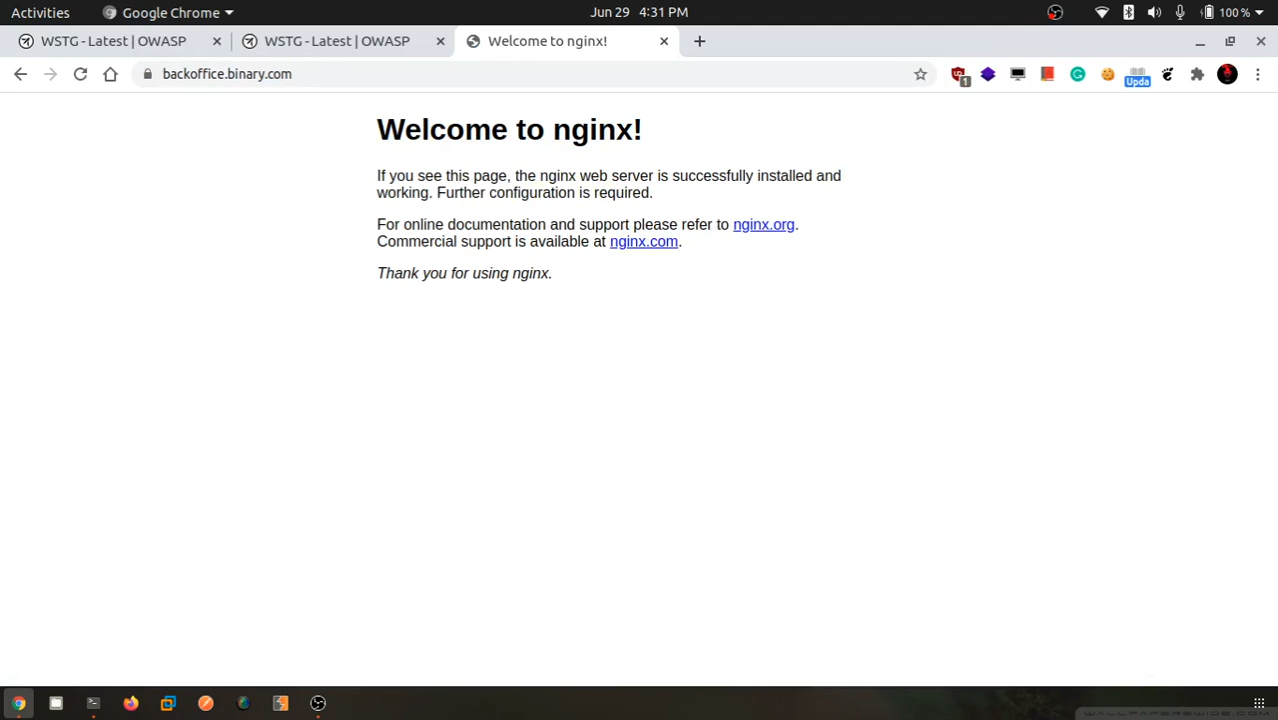 Activities
Google Chrome
Jun 29 4:31 PM
100 %
WSTG - Latest | OWASP
WSTG - Latest | OWASP
Welcome to nginx!
backoffice.binary.com
1
Upda
Welcome to nginx!
If you see this page, the nginx web server is successfully installed and
working. Further configuration is required.
For online documentation and support please refer to nginx.org.
Commercial support is available at nginx.com.
Thank you for using nginx.